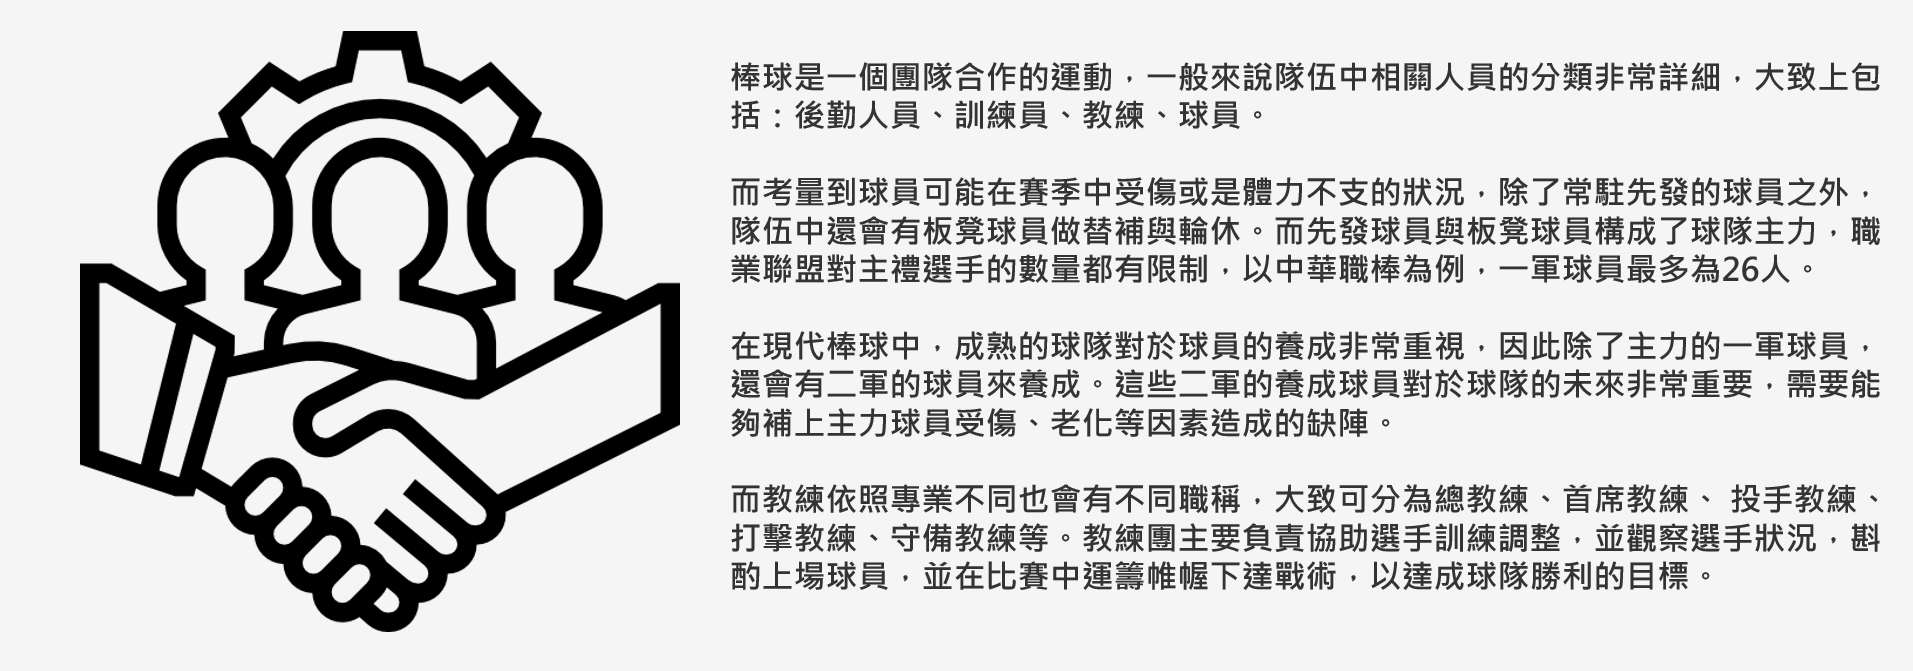 棒球是一個團隊合作的運動，一般來說隊伍中相關人員的分類非常詳細，大致上包
括：後勤人員、訓練員、教練、球員。
而考量到球員可能在賽季中受傷或是體力不支的狀況，除了常駐先發的球員之外，
隊伍中還會有板凳球員做替補與輪休。而先發球員與板凳球員構成了球隊主力，職
業聯盟對主禮選手的數量都有限制，以中華職棒為例，一軍球員最多為26人。
在現代棒球中，成熟的球隊對於球員的養成非常重視，因此除了主力的一軍球員，
還會有二軍的球員來養成。這些二軍的養成球員對於球隊的未來非常重要，需要能
夠補上主力球員受傷、老化等因素造成的缺陣。
而教練依照專業不同也會有不同職稱，大致可分為總教練、首席教練、 投手教練、
打擊教練、守備教練等。教練團主要負責協助選手訓練調整，並觀察選手狀況，斟
酌上場球員，並在比賽中運籌帷幄下達戰術，以達成球隊勝利的目標。